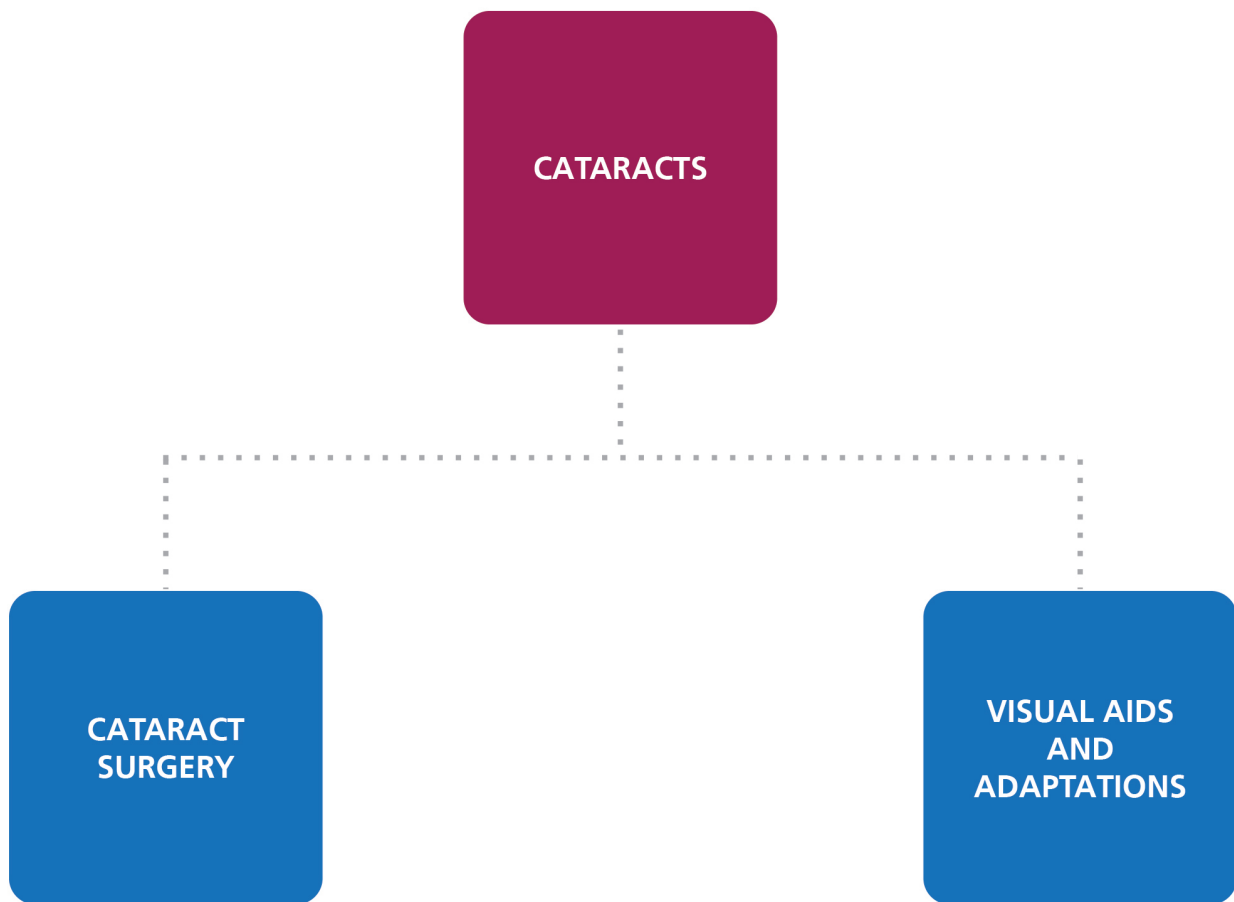 CATARACTS
CATARACT
SURGERY
VISUAL AIDS
AND
ADAPTATIONS